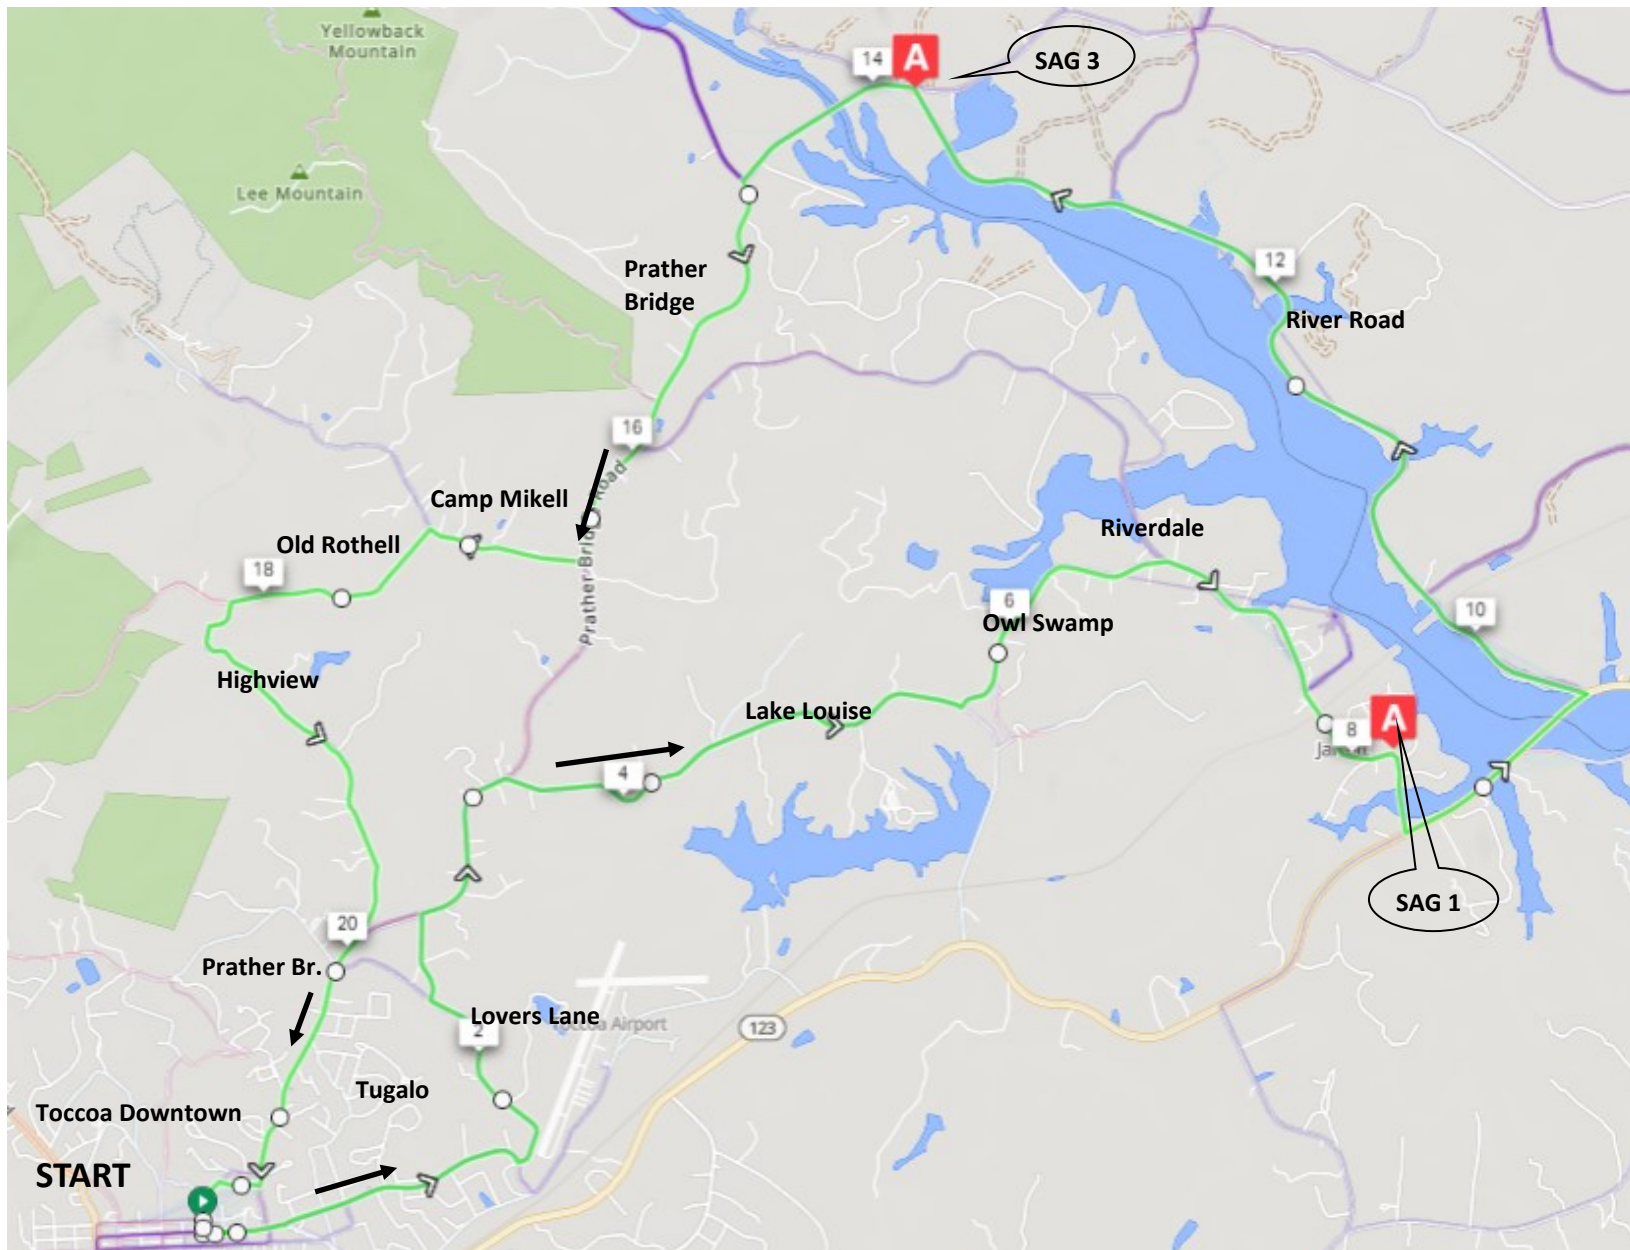 Yellowback
Mountain
14
A
SAG 3
Lee Mountain
12
Prather
Bridge
River Road
16
Road
Camp Mikell
Prather Bridge
Riverdale
Old Rothell
18
6
10
Owl Swamp
Highview
Lake Louise
A
8
4
SAG 1
20
Prather Br.
Lovers Lane
Toccoa Airport
2
123
Tugalo
Toccoa Downtown
START